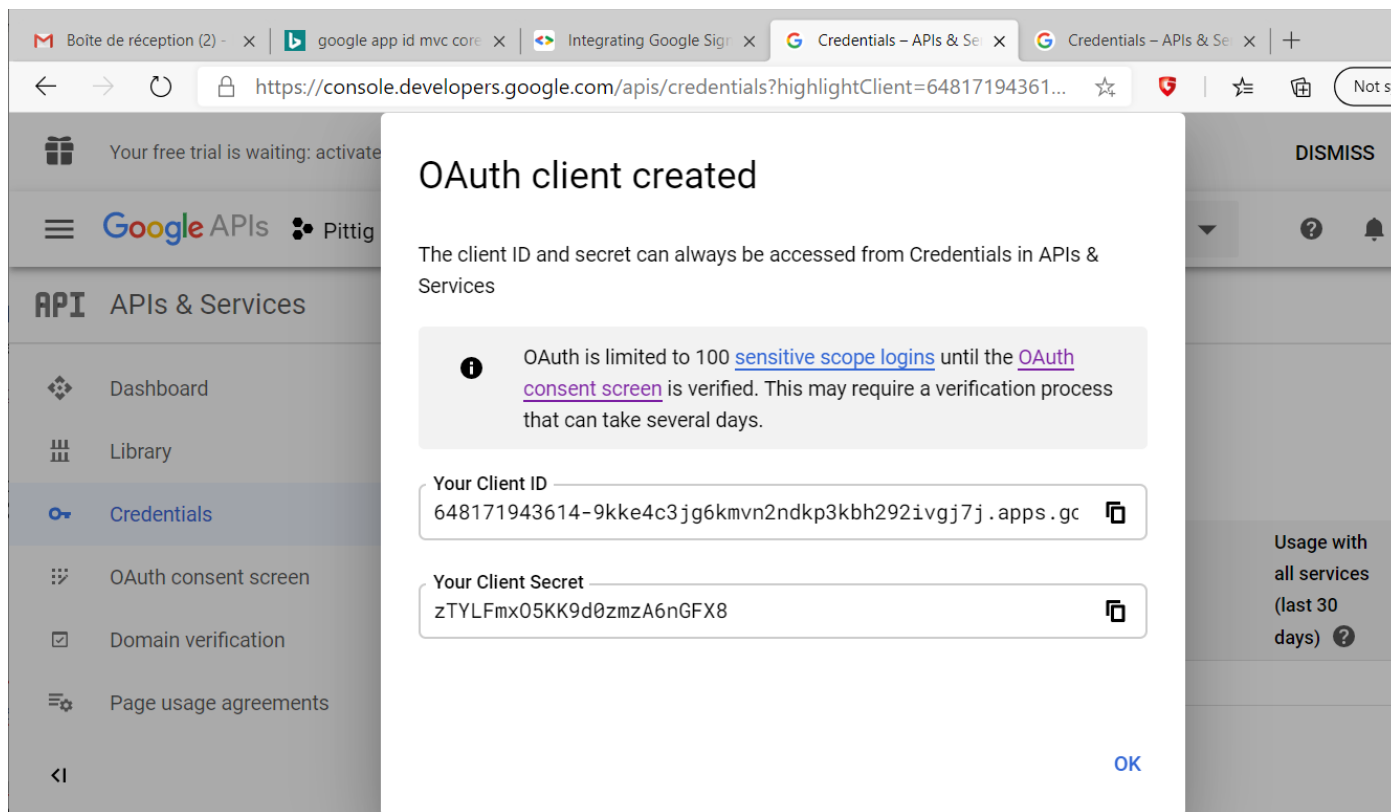 Boîte de réception (2) -
google app id mvc core
Integrating Google Sign
Credentials – APIs & Se
Credentials – APIs & Se
https://console.developers.google.com/apis/credentials?highlightClient=64817194361...
Not s
Your free trial is waiting: activate
DISMISS
Google APIs
Pittig
API APIs & Services
Dashboard
Library
Credentials
OAuth consent screen
Domain verification
Page usage agreements
OAuth client created
The client ID and secret can always be accessed from Credentials in APIs &
Services
OAuth is limited to 100 sensitive scope logins until the OAuth
consent screen is verified. This may require a verification process
that can take several days.
Your Client ID
648171943614-9kke4c3jg6kmvn2ndkp3kbh292ivgj7j.apps.gc
Your Client Secret
zTYLFmxO5KK9d0zmzA6nGFX8
OK
Usage with
all services
(last 30
days)